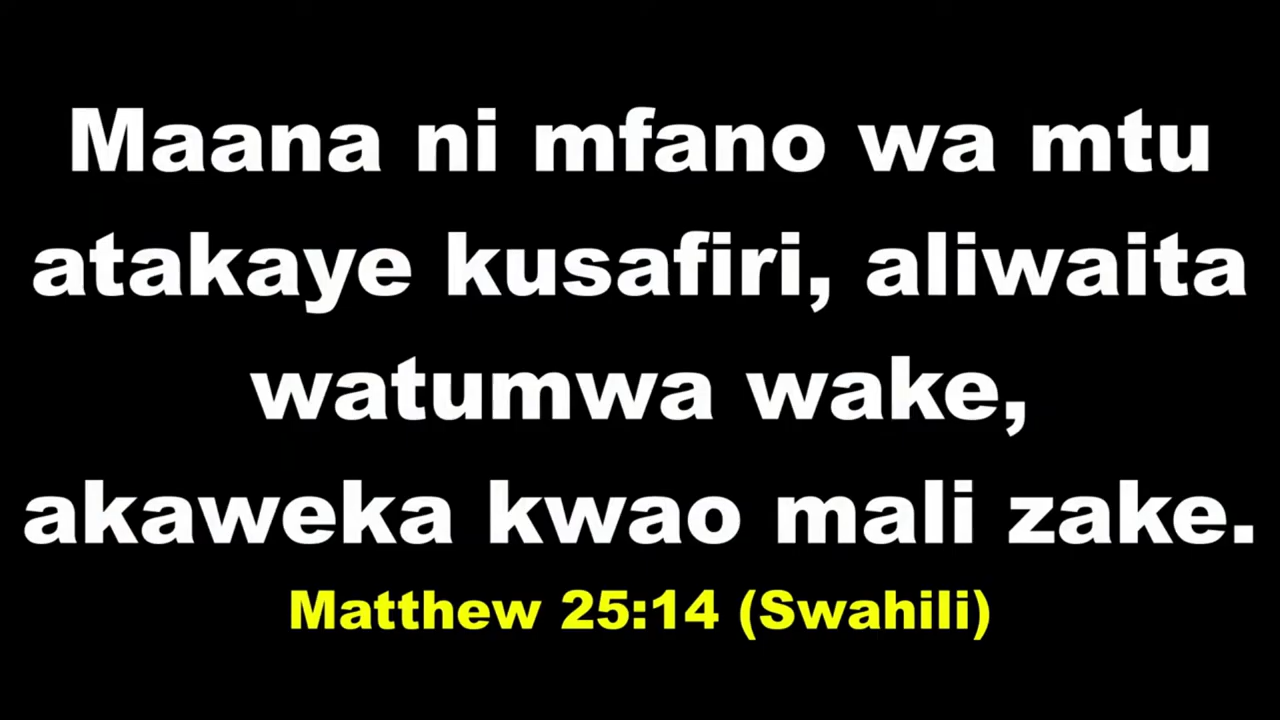 Maana ni mfano wa mtu
atakaye kusafiri, aliwaita
watumwa wake,
akaweka kwao mali zake.
Matthew 25:14 (Swahili)